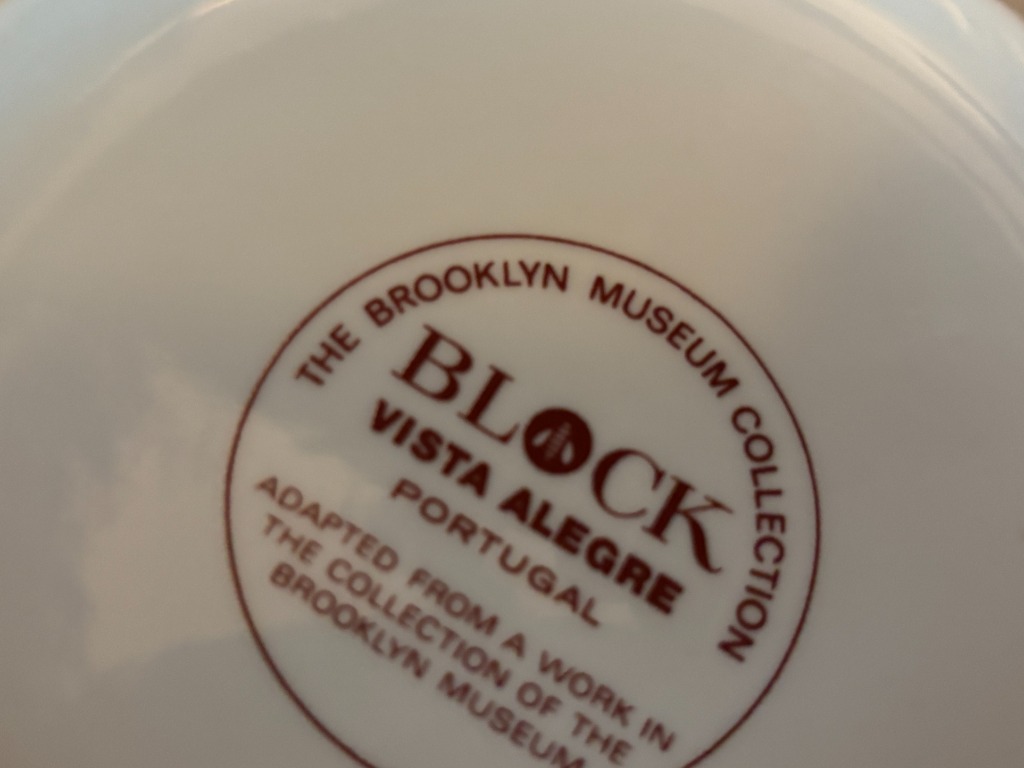 THE BROOKLYN MUSEUM COLLECTION
BLOCK
VISTA ALEGRE
PORTUGAL
ADAPTED FROM A WORK IN
THE COLLECTION OF THE
BROOKLYN MUSEUM